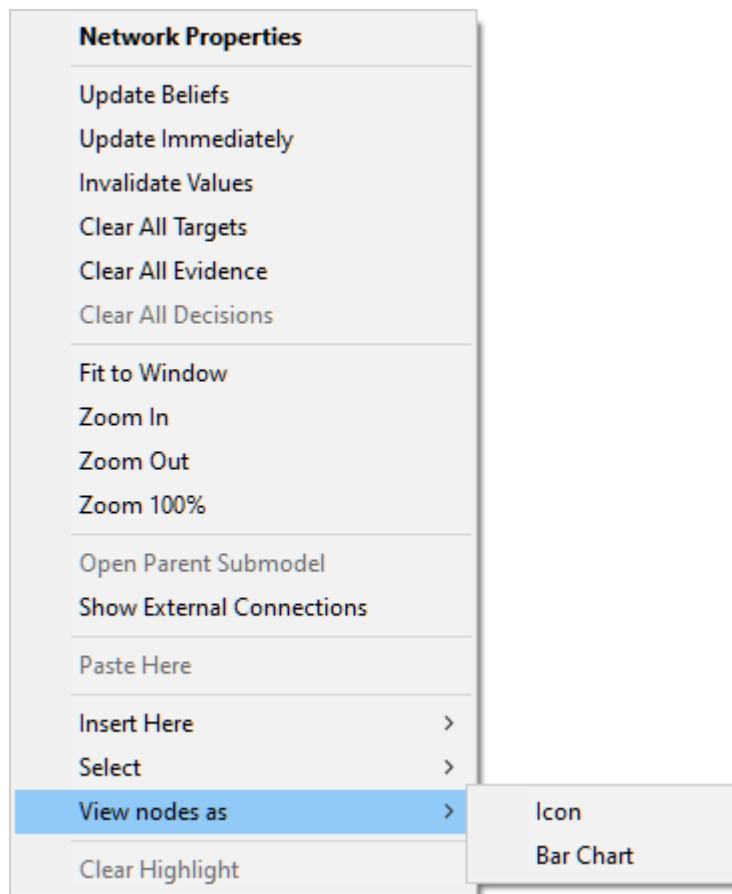 Network Properties
Update Beliefs
Update Immediately
Invalidate Values
Clear All Targets
Clear All Evidence
Clear All Decisions
Fit to Window
Zoom In
Zoom Out
Zoom 100%
Open Parent Submodel
Show External Connections
Paste Here
Insert Here
Select
View nodes as
Icon
Bar Chart
Clear Highlight